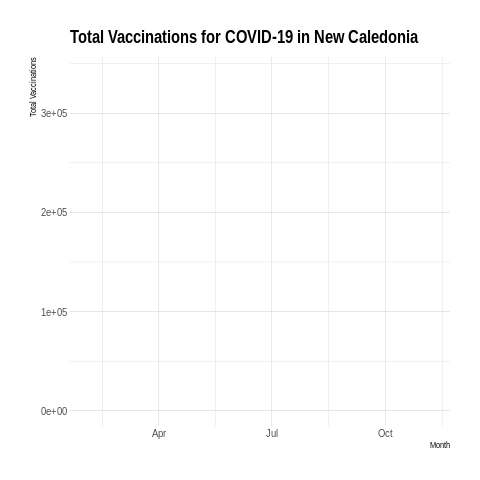 Total Vaccinations for COVID-19 in New Caledonia
Total Vaccinations
3e+05
2e+05
1e+05
0e+00
Apr Jul Oct
Month